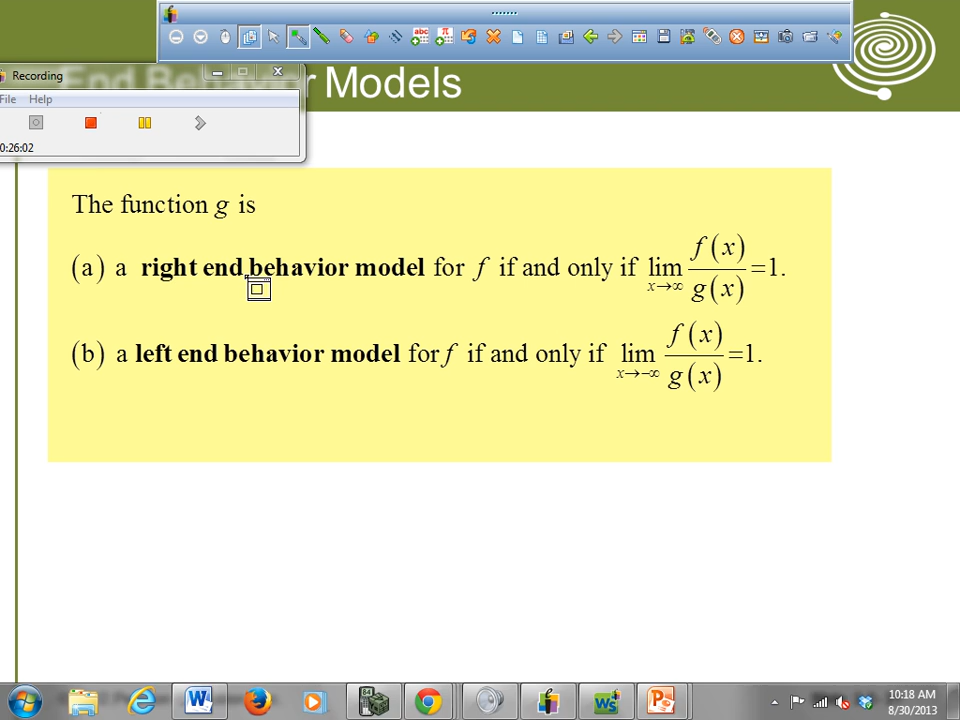 End Behavior Models
Recording
File Help
0:26:02
The function g is
(a) a right end behavior model for f if and only if lim x→∞ f(x)/g(x) =1.
(b) a left end behavior model for f if and only if lim x→−∞ f(x)/g(x) =1.
10:18 AM
8/30/2013